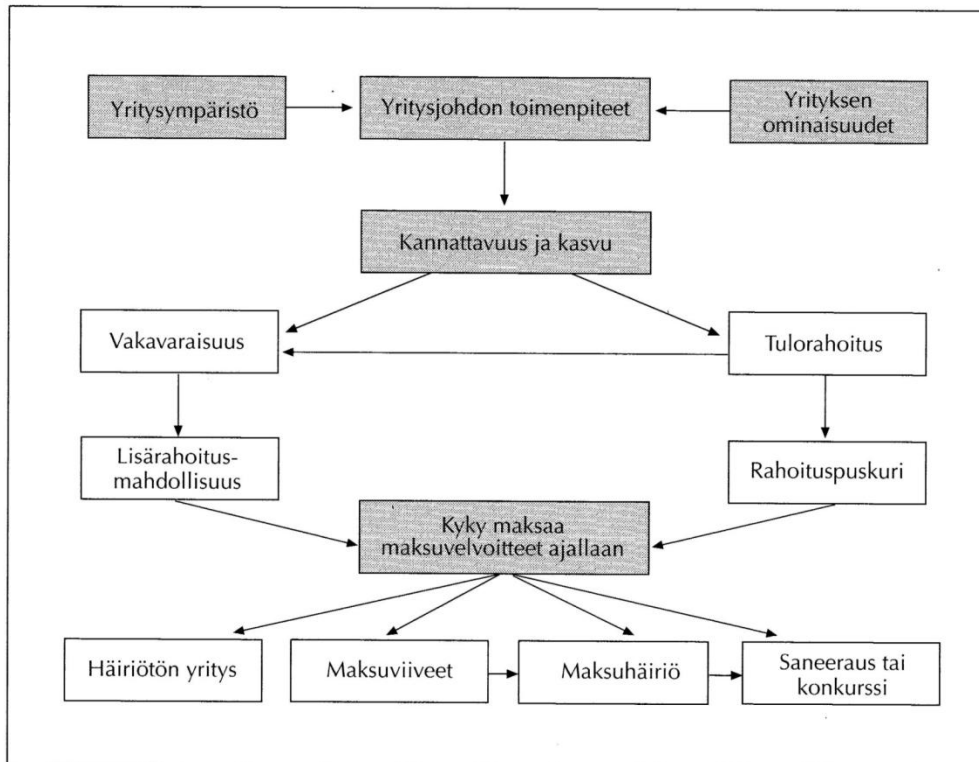 Yritysympäristö
Yritysjohdon toimenpiteet
Yrityksen
ominaisuudet
Kannattavuus ja kasvu
Vakavaraisuus
Tulorahoitus
Lisärahoitus-
mahdollisuus
Rahoituspuskuri
Kyky maksaa
maksuvelvoitteet ajallaan
Häiriötön yritys
Maksuviiveet
Maksuhäiriö
Saneeraus tai
konkurssi